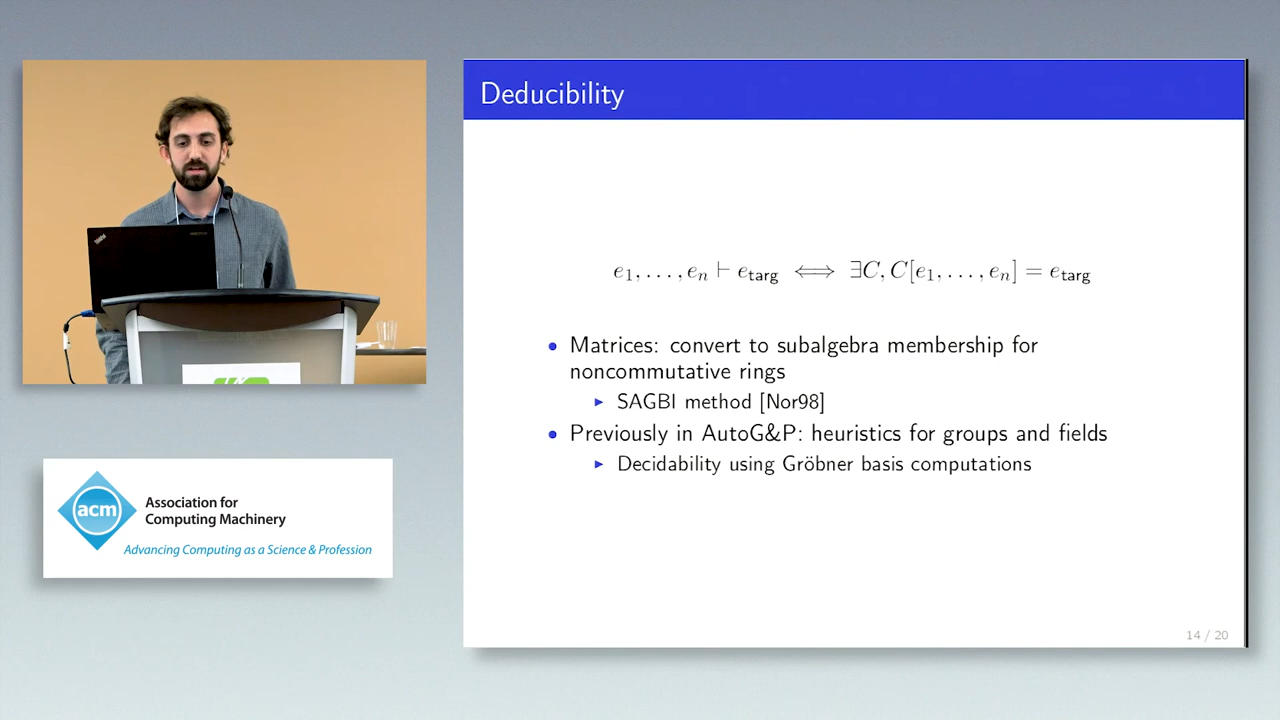 Deducibility
e₁, . . . , eₙ ⊢ e_targ ⟺ ∃C, C[e₁, . . . , eₙ] = e_targ
• Matrices: convert to subalgebra membership for
noncommutative rings
▶ SAGBI method [Nor98]
• Previously in AutoG&P: heuristics for groups and fields
▶ Decidability using Gröbner basis computations
14 / 20
acm
Association for
Computing Machinery
Advancing Computing as a Science & Profession